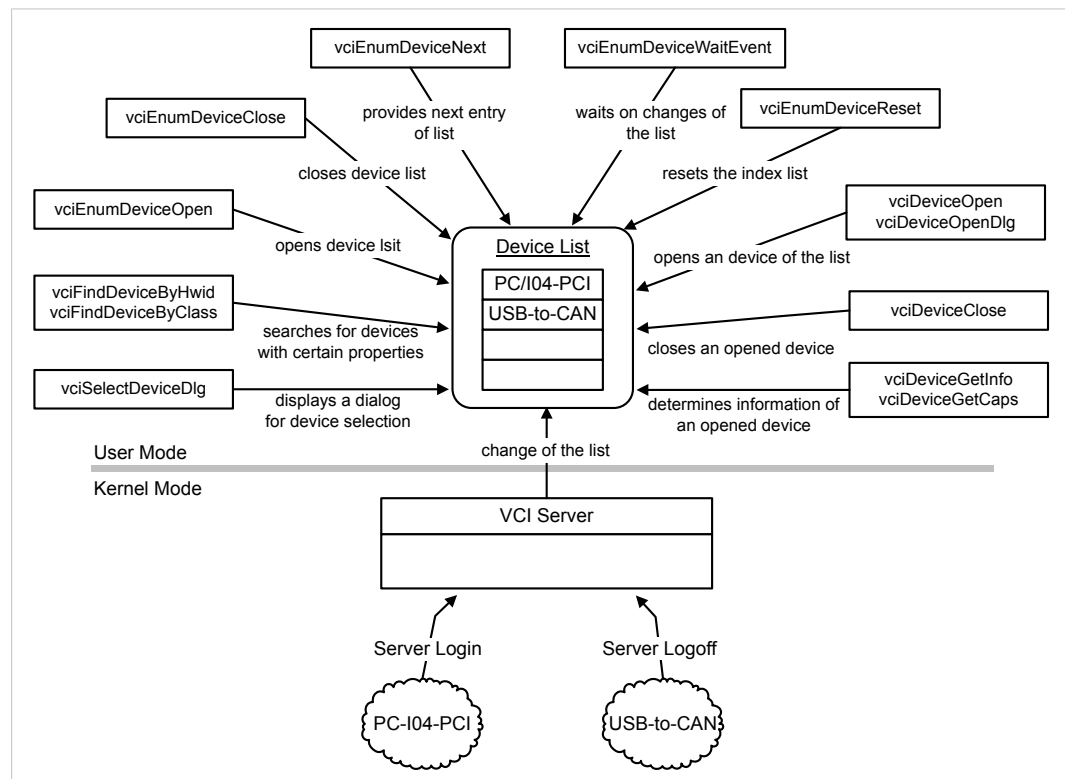 vciEnumDeviceNext
vciEnumDeviceWaitEvent
vciEnumDeviceClose
provides next entry
of list
waits on changes of
the list
vciEnumDeviceReset
closes device list
resets the index list
vciEnumDeviceOpen
vciDeviceOpen
vciDeviceOpenDlg
opens device lsit
Device List
opens an device of the list
PC/I04-PCI
USB-to-CAN
vciFindDeviceByHwid
vciFindDeviceByClass
vciDeviceClose
searches for devices
with certain properties
closes an opened device
vciSelectDeviceDlg
vciDeviceGetInfo
vciDeviceGetCaps
displays a dialog
for device selection
determines information of
an opened device
change of the list
User Mode
Kernel Mode
VCI Server
Server Login
Server Logoff
PC-I04-PCI
USB-to-CAN